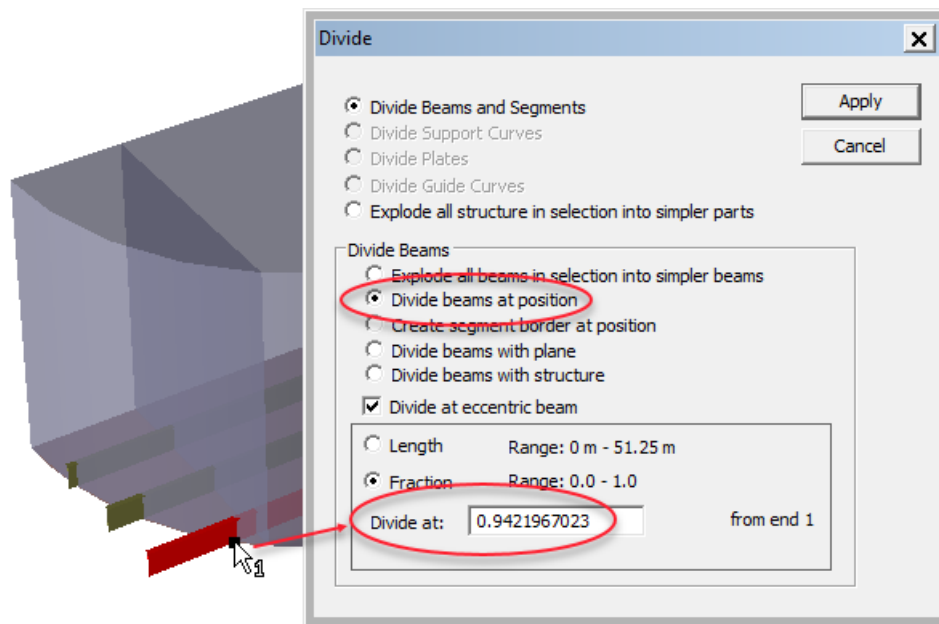 Divide
Divide Beams and Segments
Apply
Divide Support Curves
Cancel
Divide Plates
Divide Guide Curves
Explode all structure in selection into simpler parts
Divide Beams
Explode all beams in selection into simpler beams
Divide beams at position
Create segment border at position
Divide beams with plane
Divide beams with structure
Divide at eccentric beam
Length Range: 0 m - 51.25 m
Fraction Range: 0.0 - 1.0
Divide at: 0.9421967023 from end 1
1